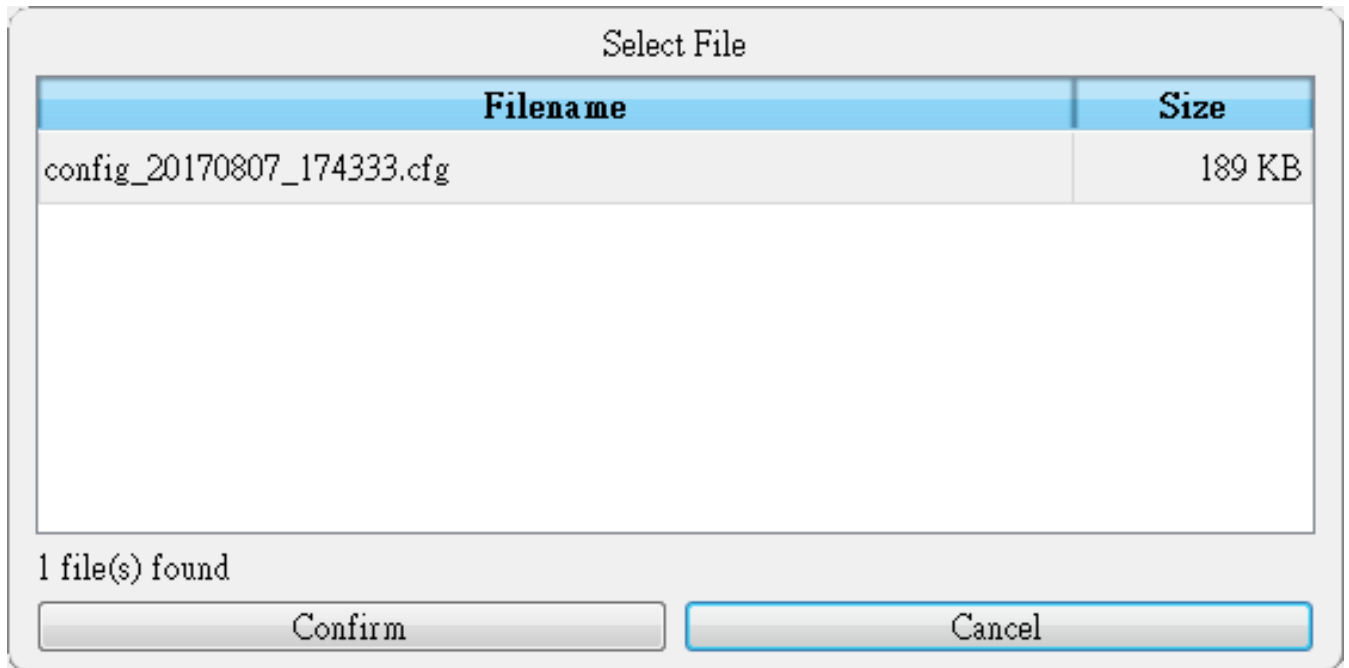 Select File
Filename Size
config_20170807_174333.cfg 189 KB
1 file(s) found
Confirm Cancel